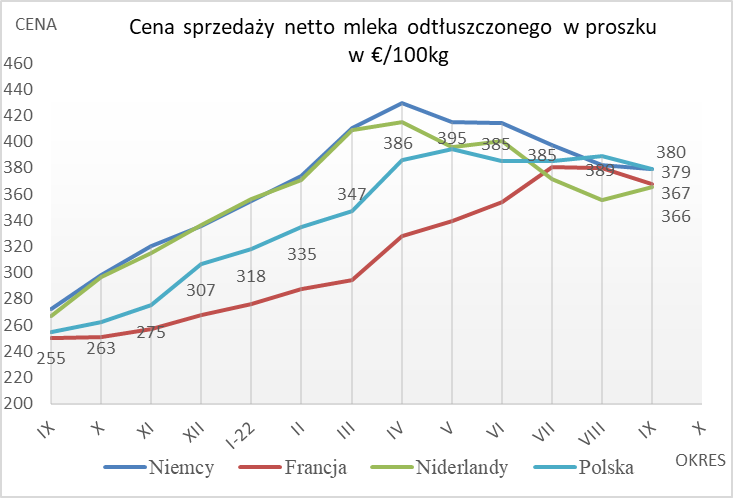 CENA
Cena sprzedaży netto mleka odtłuszczonego w proszku
w €/100kg
460
440
420
400
380
360
340
320
300
280
260
240
220
200
255
263
275
307
318
335
347
386
395
385
385
389
380
379
367
366
IX
X
XI
XII
I-22
II
III
IV
V
VI
VII
VIII
IX
X
OKRES
Niemcy Francja Niderlandy Polska